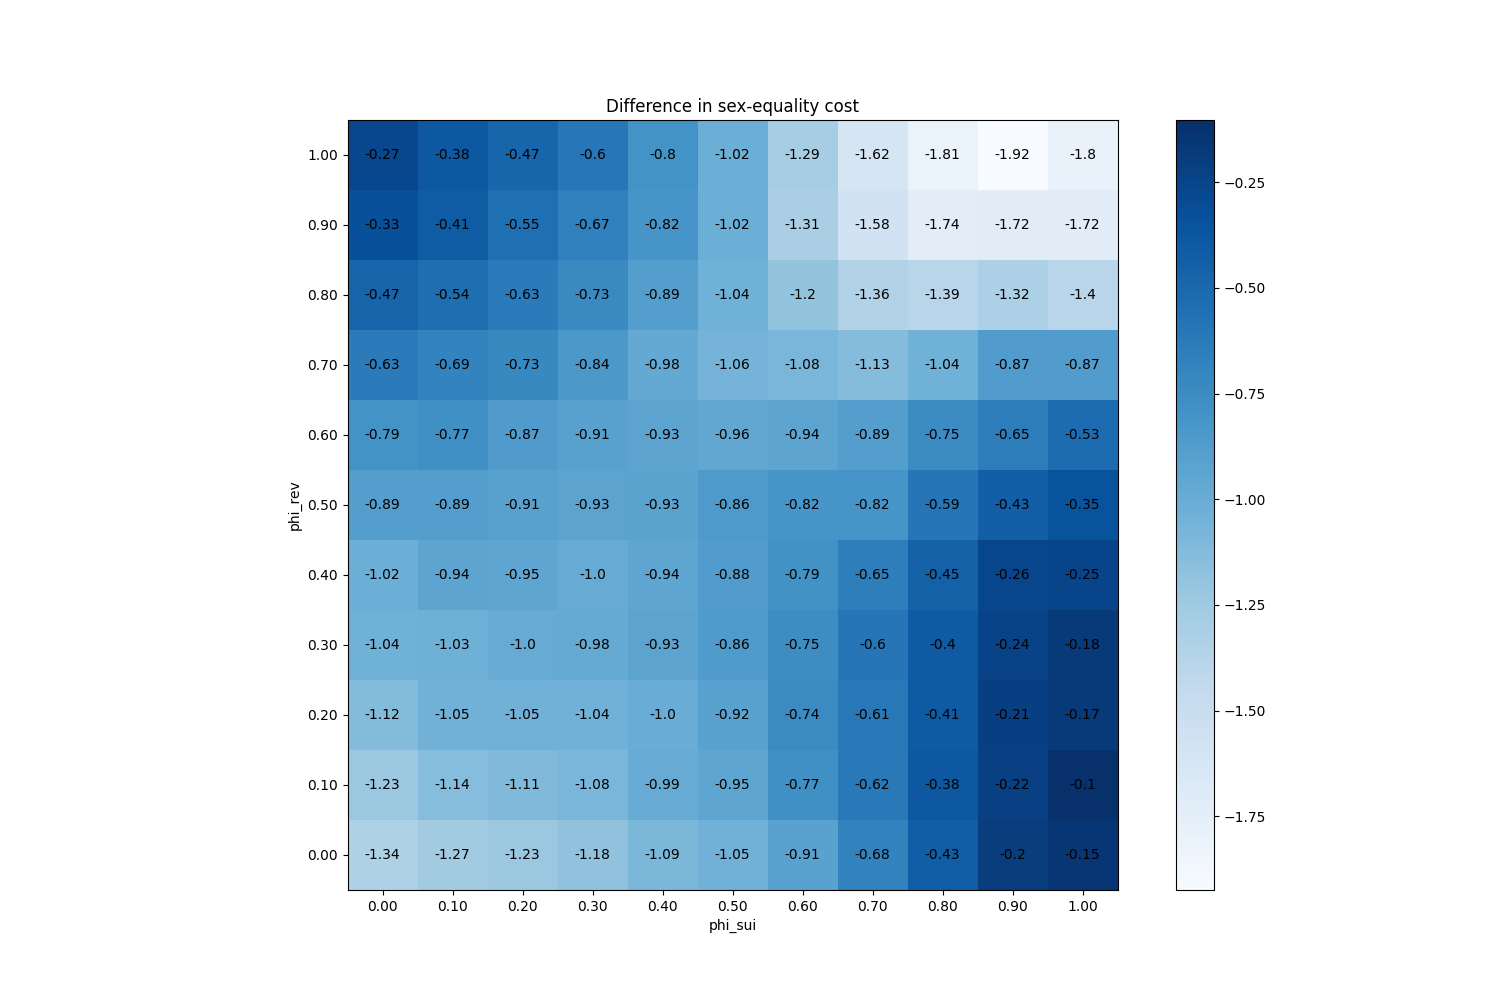 Difference in sex-equality cost
1.00 -0.27 -0.38 -0.47 -0.6 -0.8 -1.02 -1.29 -1.62 -1.81 -1.92 -1.8
0.90 -0.33 -0.41 -0.55 -0.67 -0.82 -1.02 -1.31 -1.58 -1.74 -1.72 -1.72
0.80 -0.47 -0.54 -0.63 -0.73 -0.89 -1.04 -1.2 -1.36 -1.39 -1.32 -1.4
0.70 -0.63 -0.69 -0.73 -0.84 -0.98 -1.06 -1.08 -1.13 -1.04 -0.87 -0.87
0.60 -0.79 -0.77 -0.87 -0.91 -0.93 -0.96 -0.94 -0.89 -0.75 -0.65 -0.53
0.50 -0.89 -0.89 -0.91 -0.93 -0.93 -0.86 -0.82 -0.82 -0.59 -0.43 -0.35
0.40 -1.02 -0.94 -0.95 -1.0 -0.94 -0.88 -0.79 -0.65 -0.45 -0.26 -0.25
0.30 -1.04 -1.03 -1.0 -0.98 -0.93 -0.86 -0.75 -0.6 -0.4 -0.24 -0.18
0.20 -1.12 -1.05 -1.05 -1.04 -1.0 -0.92 -0.74 -0.61 -0.41 -0.21 -0.17
0.10 -1.23 -1.14 -1.11 -1.08 -0.99 -0.95 -0.77 -0.62 -0.38 -0.22 -0.1
0.00 -1.34 -1.27 -1.23 -1.18 -1.09 -1.05 -0.91 -0.68 -0.43 -0.2 -0.15
0.00 0.10 0.20 0.30 0.40 0.50 0.60 0.70 0.80 0.90 1.00
phi_sui
phi_rev
−0.25
−0.50
−0.75
−1.00
−1.25
−1.50
−1.75